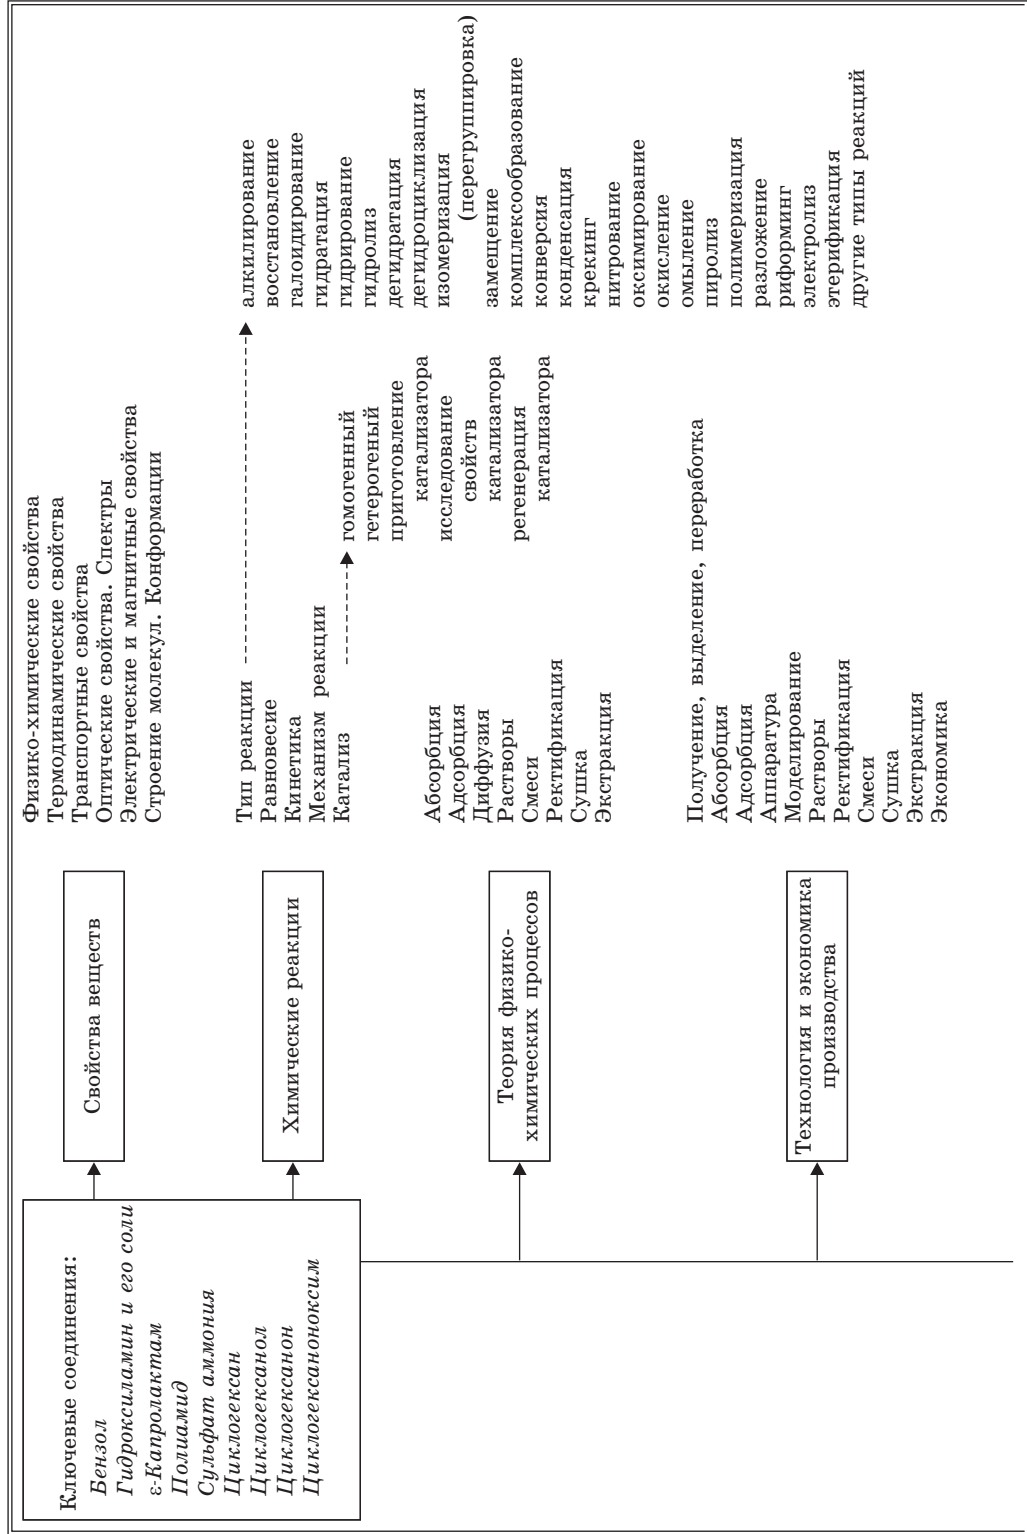 Ключевые соединения:
Бензол
Гидроксиламин и его соли
ε-Капролактам
Полиамид
Сульфат аммония
Циклогексан
Циклогексанол
Циклогексанон
Циклогексаноноксим
Свойства веществ
Физико-химические свойства
Термодинамические свойства
Транспортные свойства
Оптические свойства. Спектры
Электрические и магнитные свойства
Строение молекул. Конформации
Химические реакции
Тип реакции
Равновесие
Кинетика
Механизм реакции
Катализ
гомогенный
гетерогеный
приготовление
катализатора
исследование
свойств
катализатора
регенерация
катализатора
алкилирование
восстановление
галоидирование
гидратация
гидрирование
гидролиз
дегидратация
дегидроциклизация
изомеризация
(перегруппировка)
замещение
комплексообразование
конверсия
конденсация
крекинг
нитрование
оксимирование
окисление
омыление
пиролиз
полимеризация
разложение
риформинг
электролиз
этерификация
другие типы реакций
Теория физико-
химических процессов
Абсорбция
Адсорбция
Диффузия
Растворы
Смеси
Ректификация
Сушка
Экстракция
Технология и экономика
производства
Получение, выделение, переработка
Абсорбция
Адсорбция
Аппаратура
Моделирование
Растворы
Ректификация
Смеси
Сушка
Экстракция
Экономика